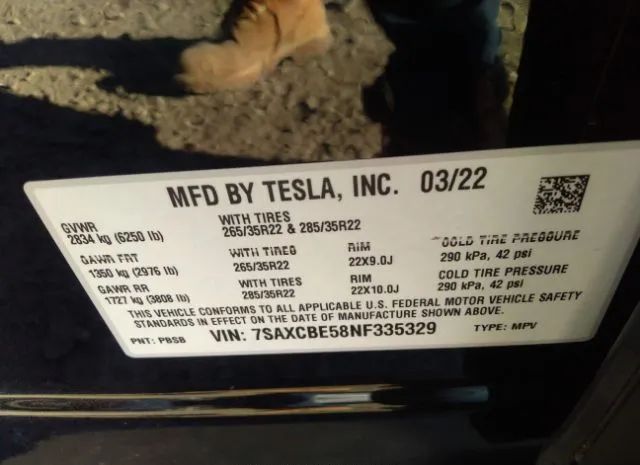 MFD BY TESLA, INC. 03/22
GVWR WITH TIRES
2834 kg (6250 lb) 265/35R22 & 285/35R22
GAWR FRT WITH TIRES RIM COLD TIRE PRESSURE
1350 kg (2976 lb) 265/35R22 22X9.0J 290 kPa, 42 psi
GAWR RR WITH TIRES RIM COLD TIRE PRESSURE
1727 kg (3808 lb) 285/35R22 22X10.0J 290 kPa, 42 psi
THIS VEHICLE CONFORMS TO ALL APPLICABLE U.S. FEDERAL MOTOR VEHICLE SAFETY
STANDARDS IN EFFECT ON THE DATE OF MANUFACTURE SHOWN ABOVE.
PNT: PBSB VIN: 7SAXCBE58NF335329 TYPE: MPV